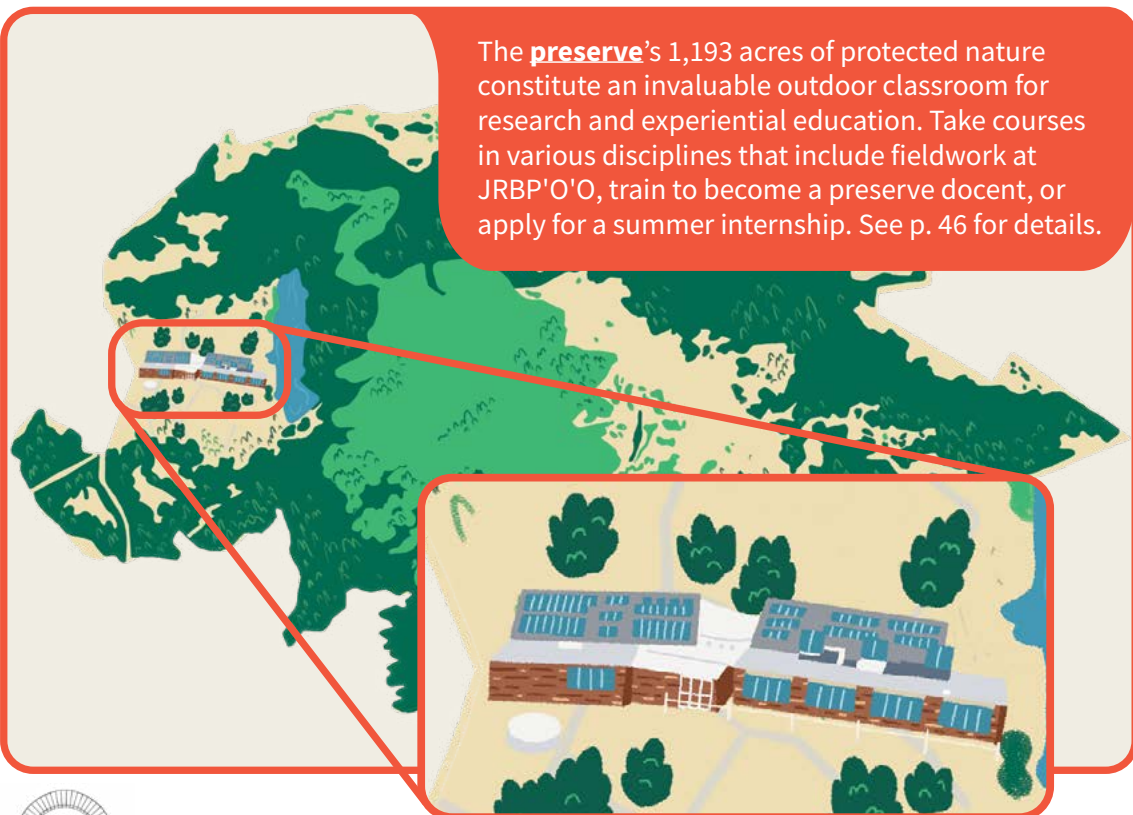 The preserve’s 1,193 acres of protected nature
constitute an invaluable outdoor classroom for
research and experiential education. Take courses
in various disciplines that include fieldwork at
JRBP'O'O, train to become a preserve docent, or
apply for a summer internship. See p. 46 for details.